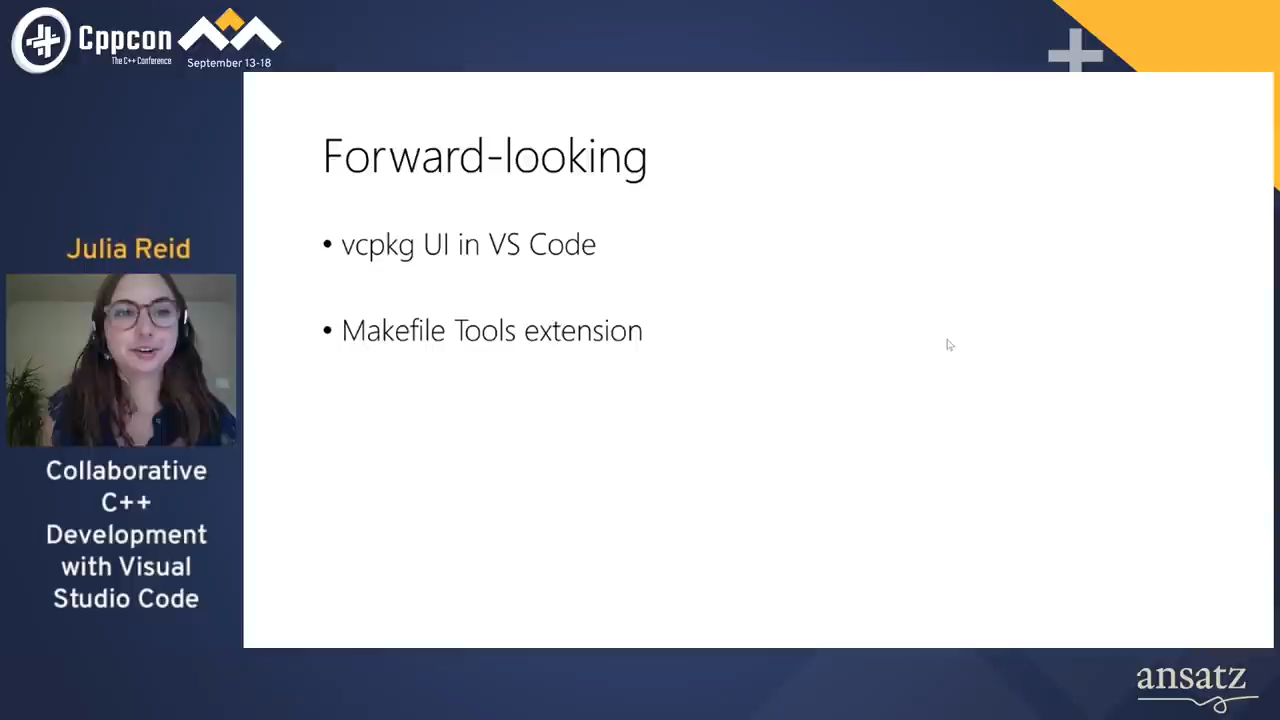 Cppcon
The C++ Conference
September 13-18
Forward-looking
• vcpkg UI in VS Code
• Makefile Tools extension
Julia Reid
Collaborative
C++
Development
with Visual
Studio Code
ansatz